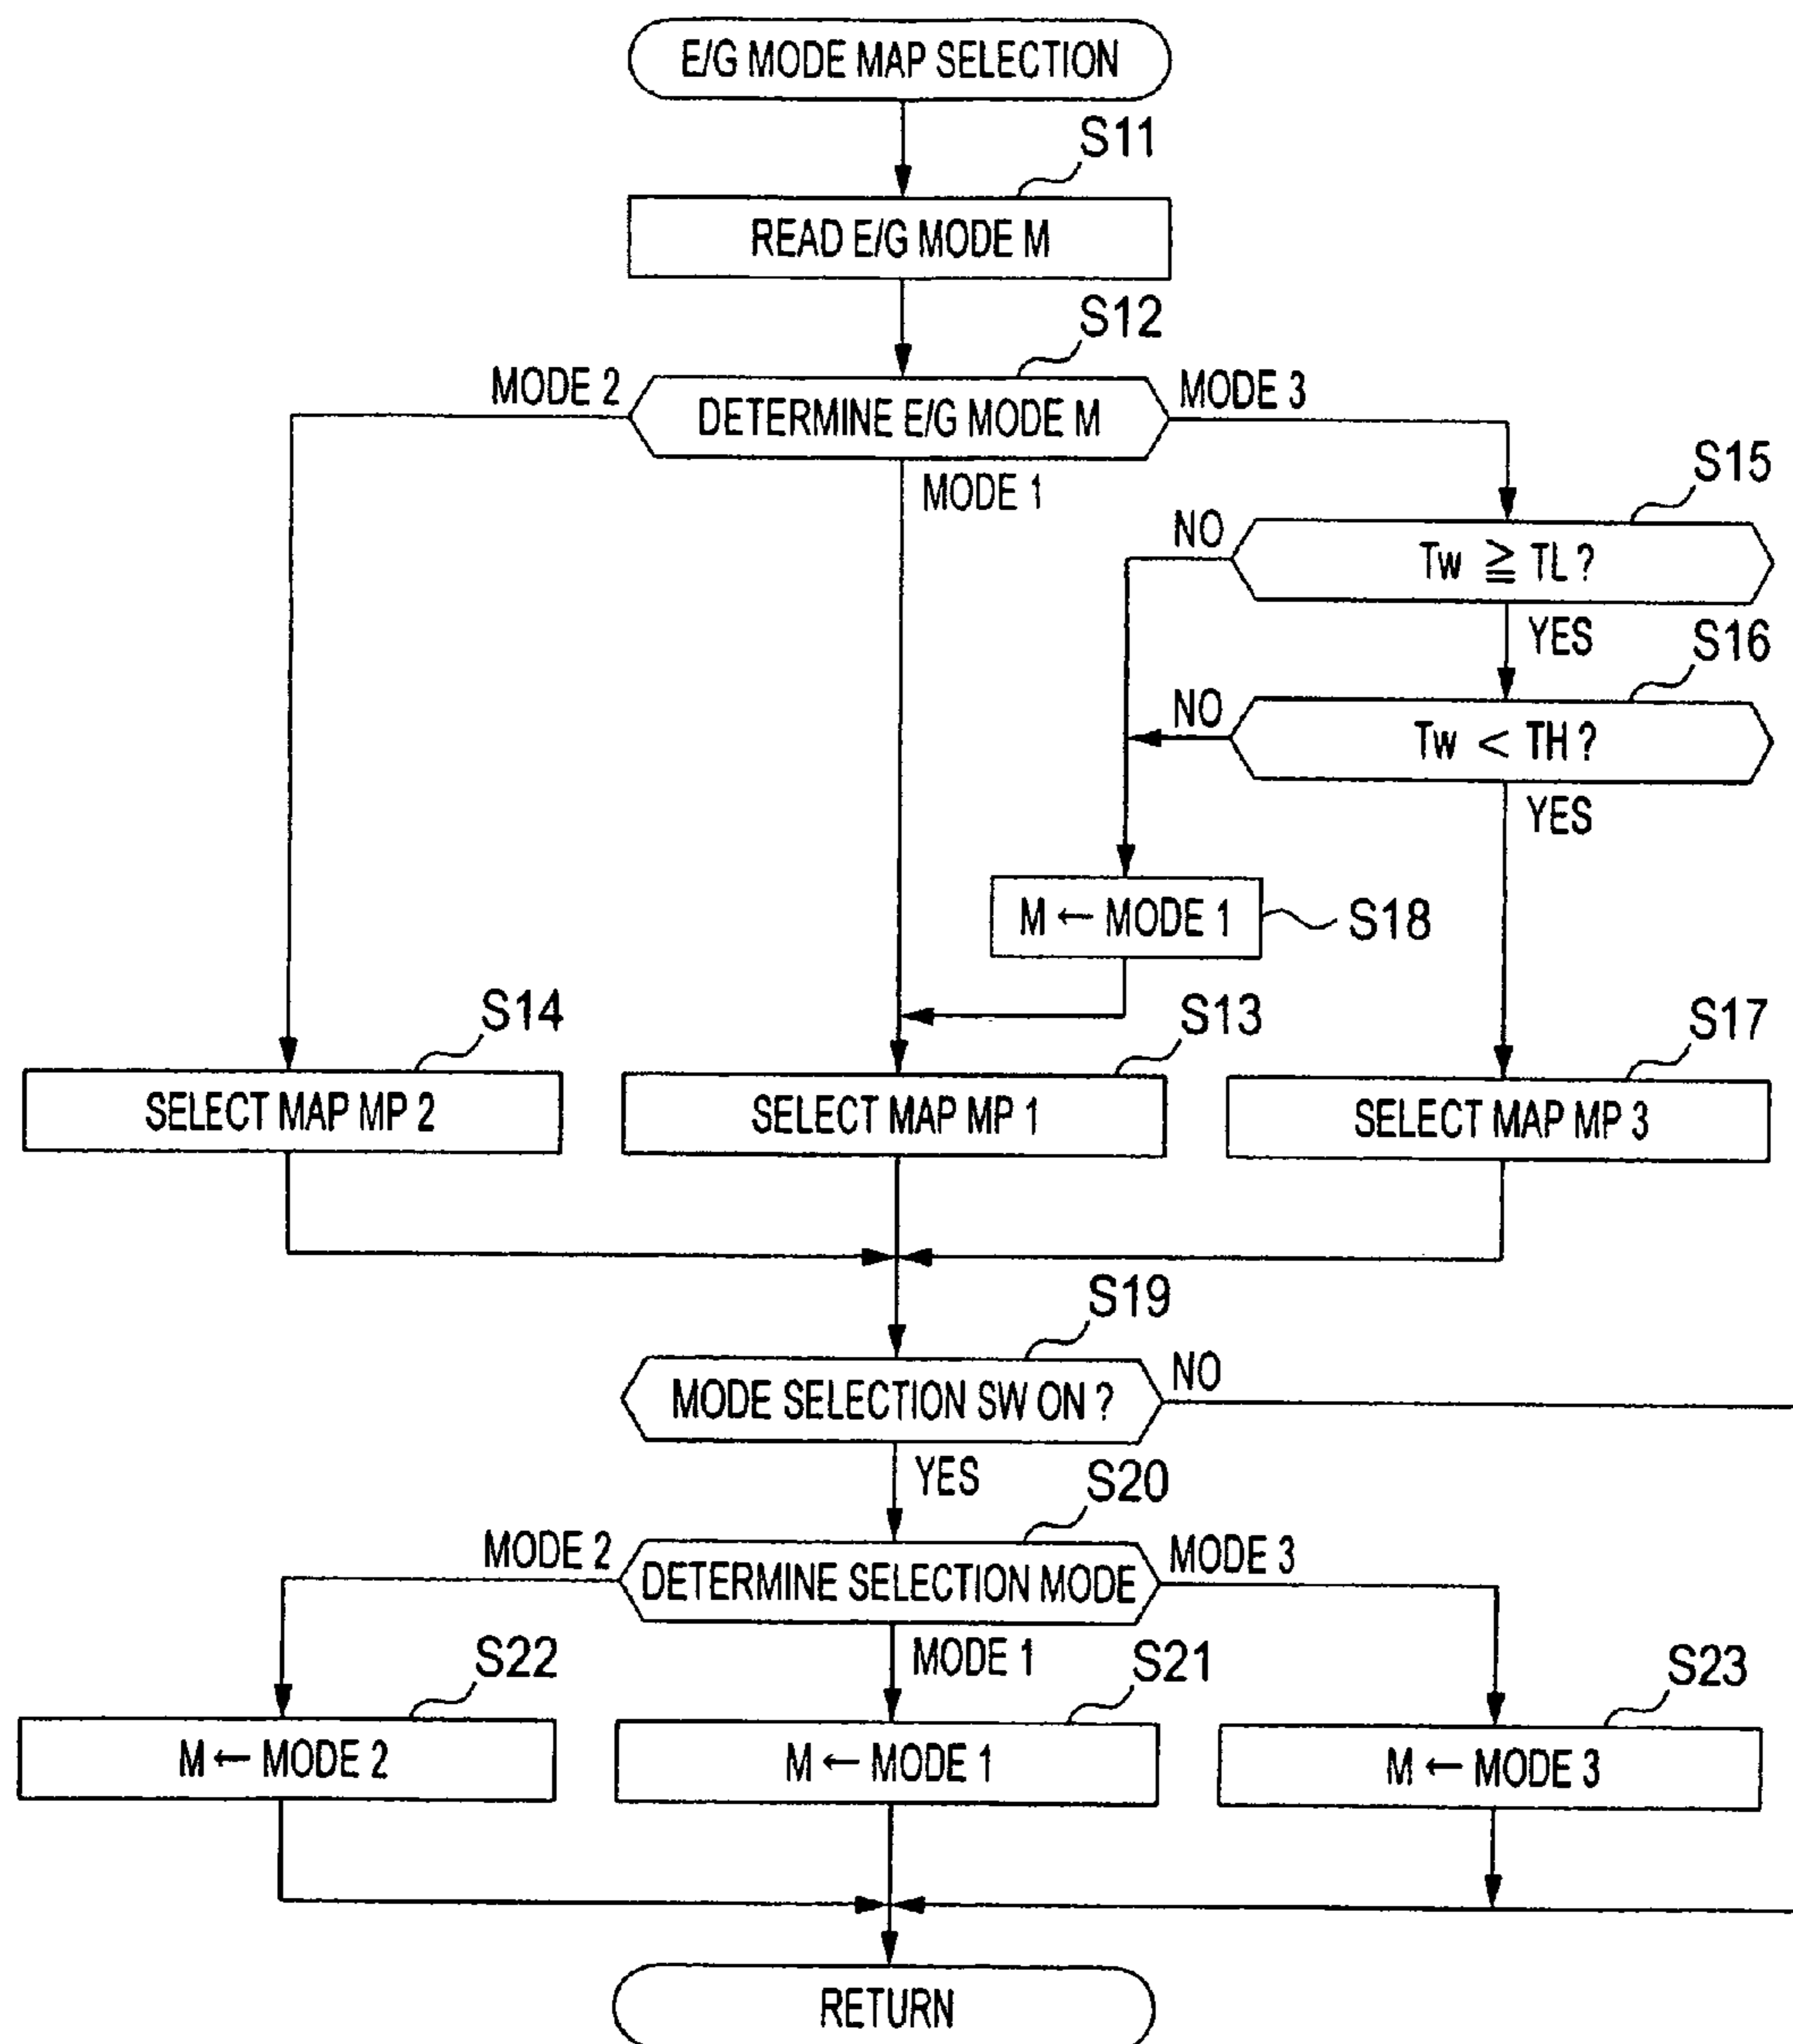 E/G MODE MAP SELECTION
S11
READ E/G MODE M
S12
MODE 2
DETERMINE E/G MODE M
MODE 3
MODE 1
S15
NO
Tw ≧ TL ?
YES
S16
NO
Tw < TH ?
YES
M ← MODE 1
S18
S14
S13
S17
SELECT MAP MP 2
SELECT MAP MP 1
SELECT MAP MP 3
S19
MODE SELECTION SW ON ?
NO
YES
S20
MODE 2
DETERMINE SELECTION MODE
MODE 3
MODE 1
S22
S21
S23
M ← MODE 2
M ← MODE 1
M ← MODE 3
RETURN